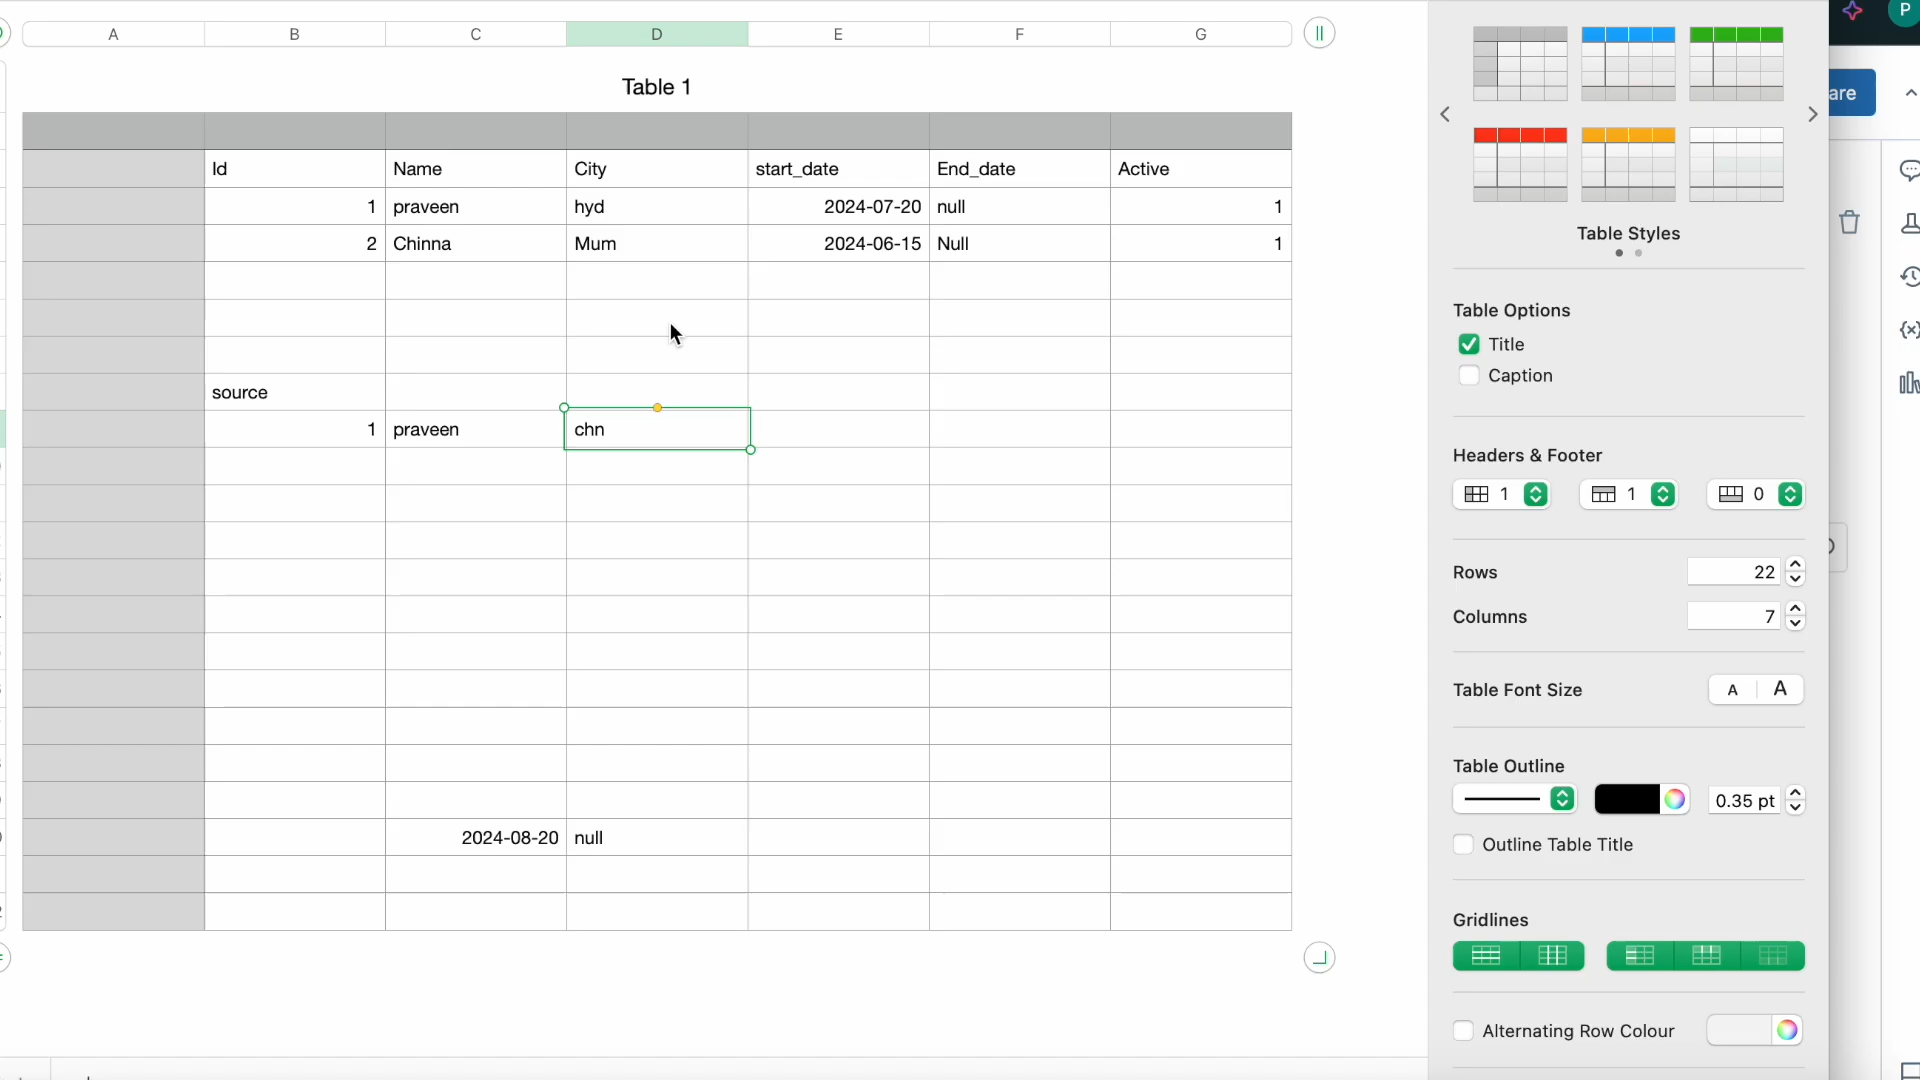 P
A B C D E F G
Table 1
are
Id Name City start_date End_date Active
1 praveen hyd 2024-07-20 null 1
2 Chinna Mum 2024-06-15 Null 1
Table Styles
Table Options
Title
Caption
source
1 praveen chn
Headers & Footer
1 1 0
Rows 22
Columns 7
Table Font Size A A
Table Outline
0.35 pt
2024-08-20 null
Outline Table Title
Gridlines
Alternating Row Colour